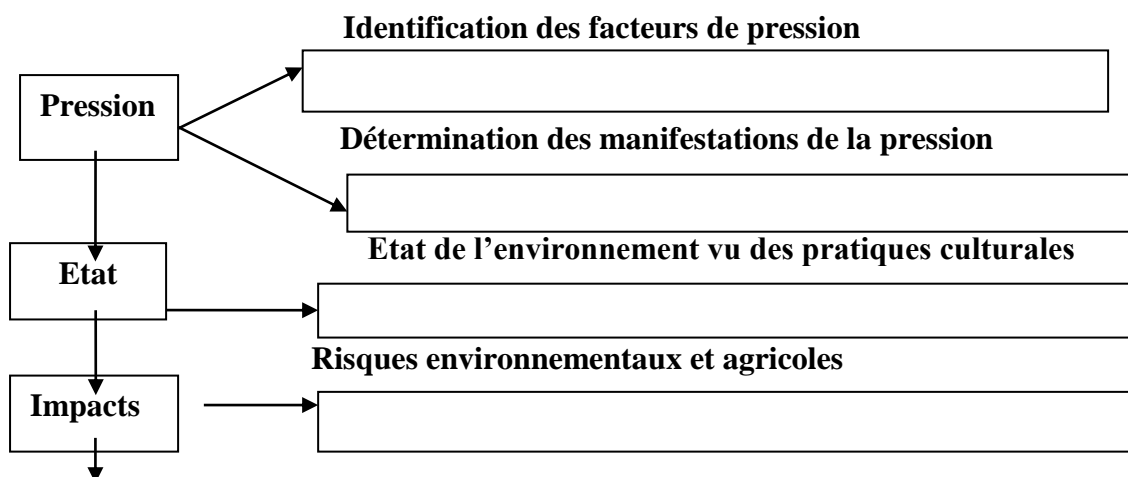 Identification des facteurs de pression
Pression
Détermination des manifestations de la pression
Etat de l’environnement vu des pratiques culturales
Etat
Risques environnementaux et agricoles
Impacts